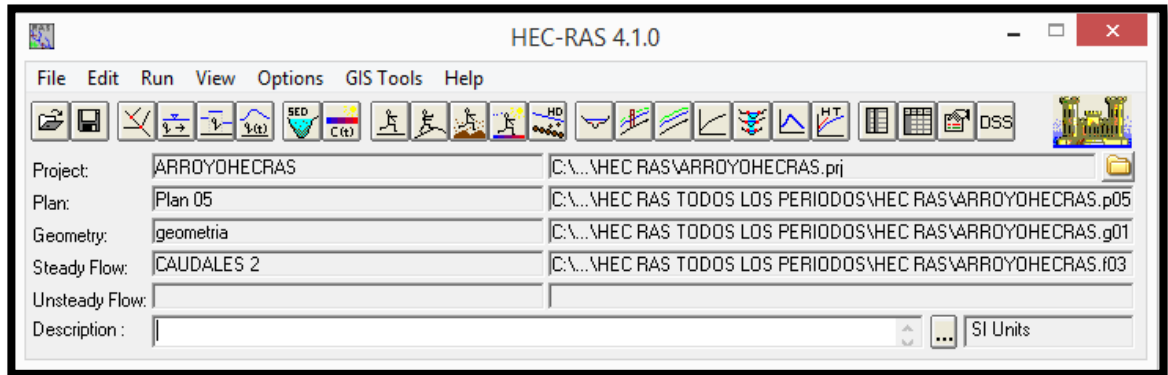 HEC-RAS 4.1.0
File Edit Run View Options GIS Tools Help
SED C(t) HD HT DSS
Project: ARROYOHECRAS C:\...\HEC RAS\ARROYOHECRAS.prj
Plan: Plan 05 C:\...\HEC RAS TODOS LOS PERIODOS\HEC RAS\ARROYOHECRAS.p05
Geometry: geometria C:\...\HEC RAS TODOS LOS PERIODOS\HEC RAS\ARROYOHECRAS.g01
Steady Flow: CAUDALES 2 C:\...\HEC RAS TODOS LOS PERIODOS\HEC RAS\ARROYOHECRAS.f03
Unsteady Flow:
Description : ... SI Units